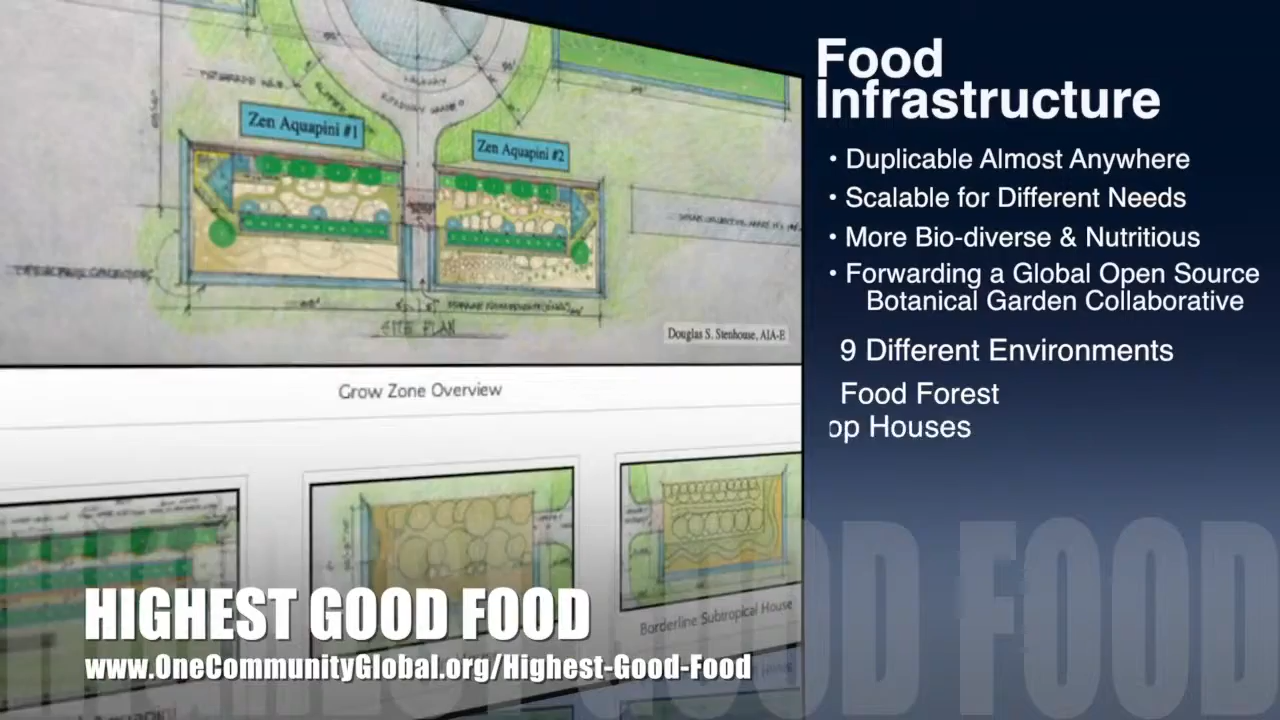 Food
Infrastructure
• Duplicable Almost Anywhere
• Scalable for Different Needs
• More Bio-diverse & Nutritious
• Forwarding a Global Open Source
Botanical Garden Collaborative
9 Different Environments
Food Forest
op Houses
Zen Aquapini #1
Zen Aquapini #2
SITE PLAN
Douglas S. Stenhouse, AIA-E
Grow Zone Overview
Borderline Subtropical House
HIGHEST GOOD FOOD
www.OneCommunityGlobal.org/Highest-Good-Food